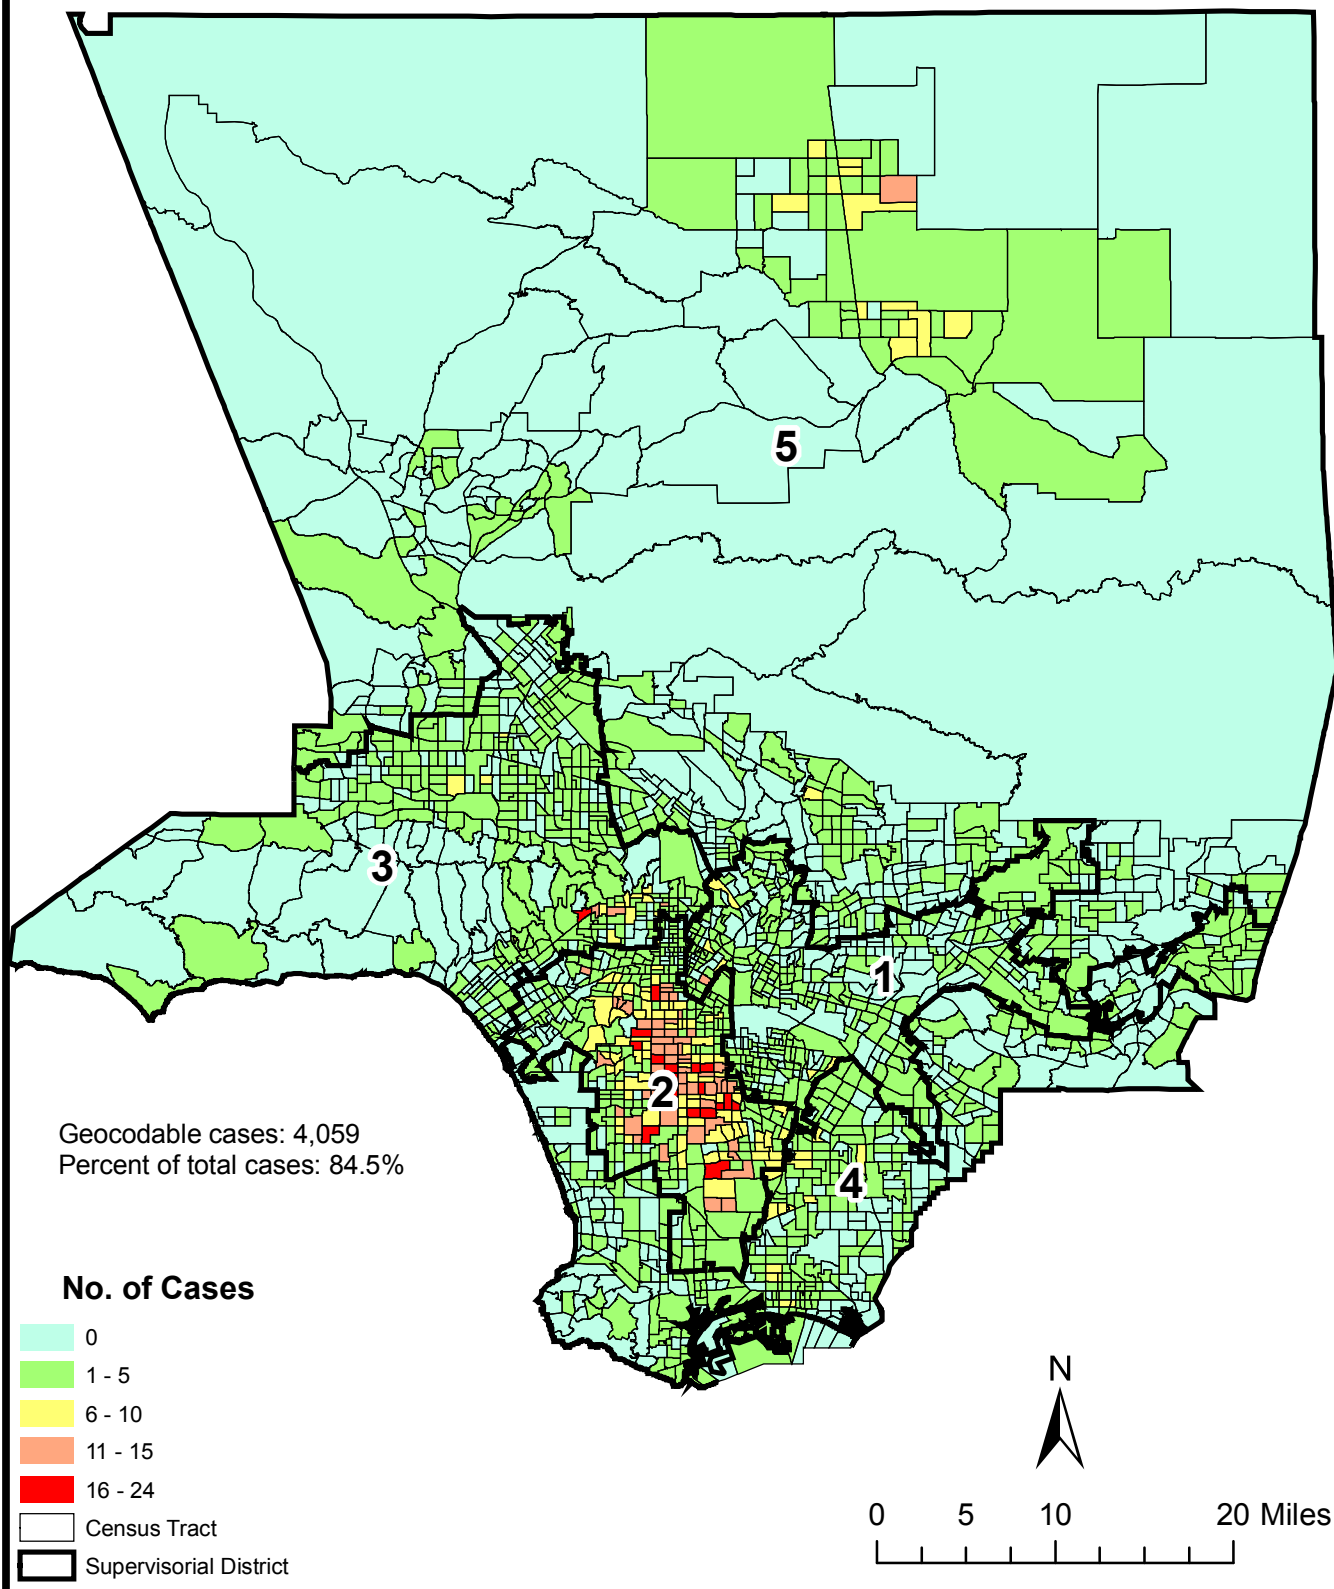 5
3
1
2
4
Geocodable cases: 4,059
Percent of total cases: 84.5%
No. of Cases
0
1 - 5
6 - 10
11 - 15
16 - 24
Census Tract
Supervisorial District
N
0 5 10 20 Miles